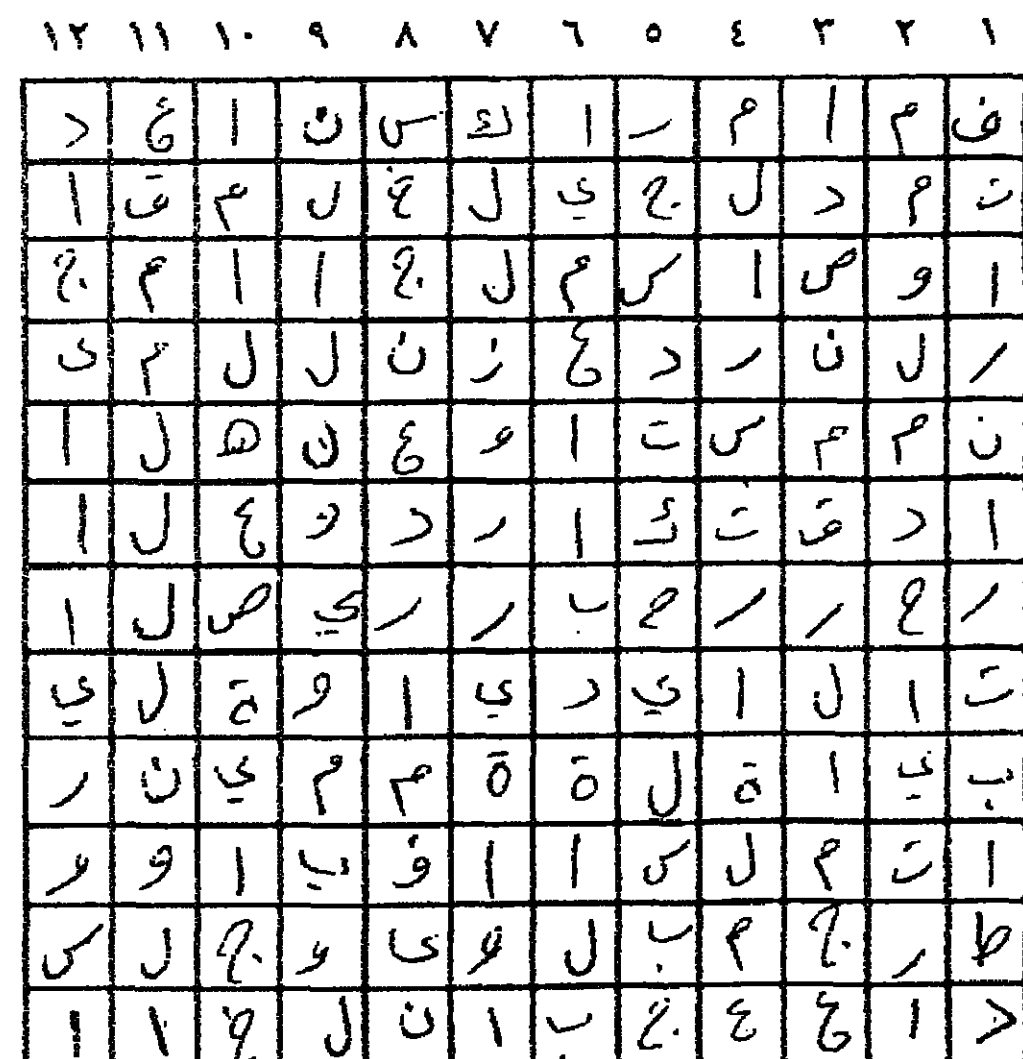 ١ ٢ ٣ ٤ ٥ ٦ ٧ ٨ ٩ ١٠ ١١ ١٢
ف م ا م ر ا ك س ن ا ع د
ت م د ل ج ي ل غ ل م ق ا
ا و ص ا س م ل ج ا ا م ج
ر ل ن ر د ع ز ن ل ل م ى
ن م م س ت ا و ع ن ه ل ا
ا د ق ت ك ا ر د و ع ل ا
ر ح ر ر ح ب ر ر ي ص ل ا
ت ا ل ا ي د ي ا و ة ل ي
ب ي ا ة ل ة ة م م ي ن ر
ا ت م ل س ا ا ف ب ا و و
ط ر ج م ب ل و ى و ج ل س
د ا ع ع ج ب ا ن ل ا ا